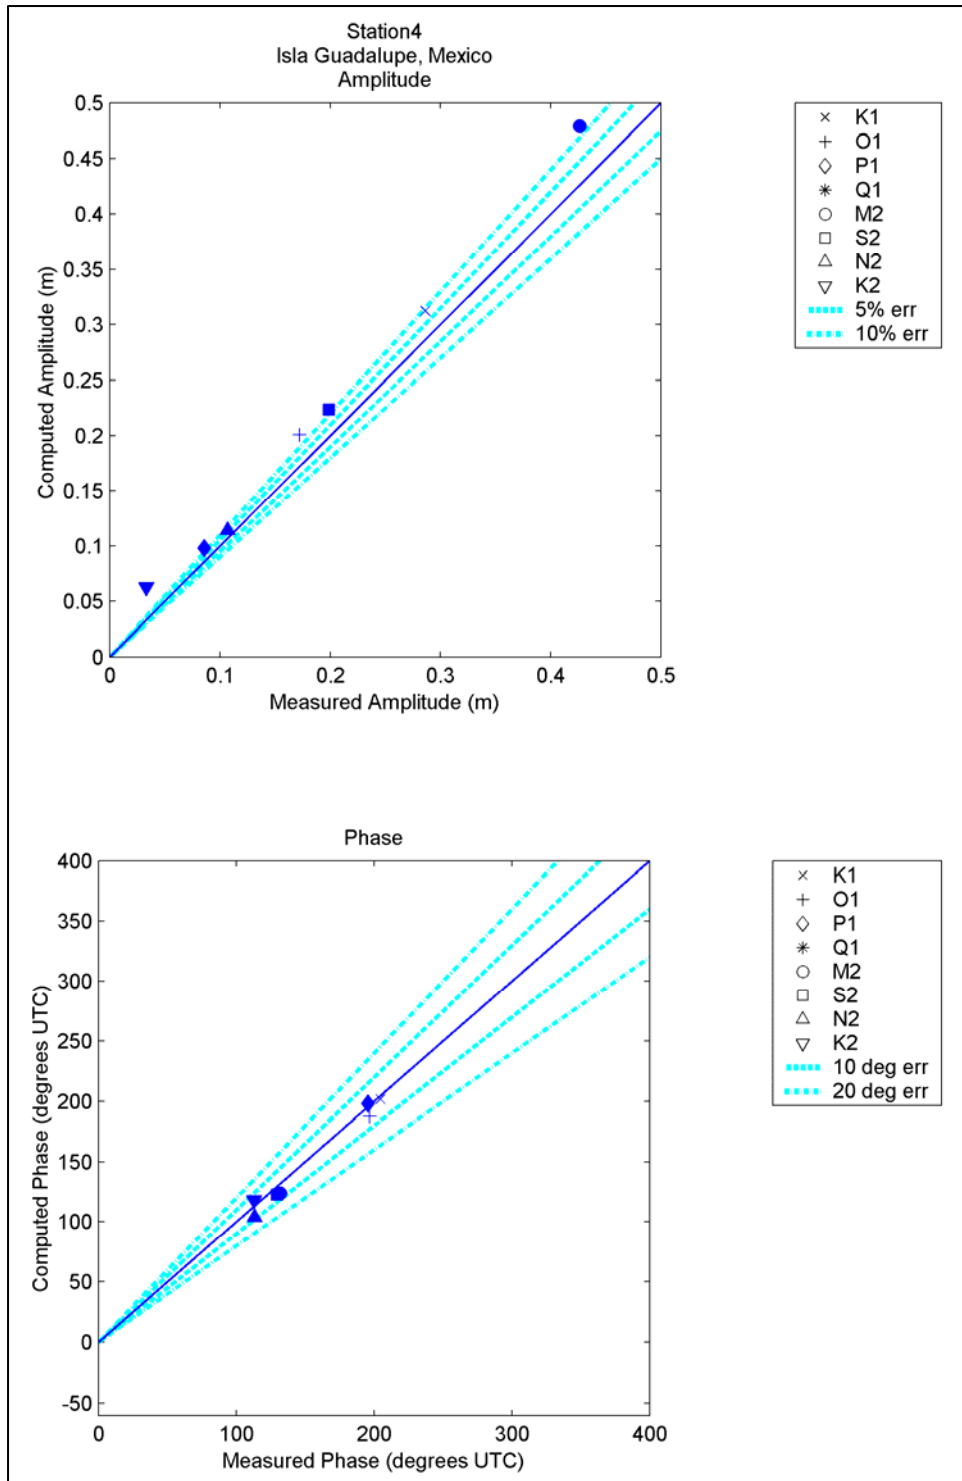 Station4
Isla Guadalupe, Mexico
Amplitude
0.5
0.45
0.4
0.35
0.3
0.25
0.2
0.15
0.1
0.05
0
Computed Amplitude (m)
0 0.1 0.2 0.3 0.4 0.5
Measured Amplitude (m)
K1
O1
P1
Q1
M2
S2
N2
K2
5% err
10% err
Phase
400
350
300
250
200
150
100
50
0
-50
Computed Phase (degrees UTC)
0 100 200 300 400
Measured Phase (degrees UTC)
K1
O1
P1
Q1
M2
S2
N2
K2
10 deg err
20 deg err